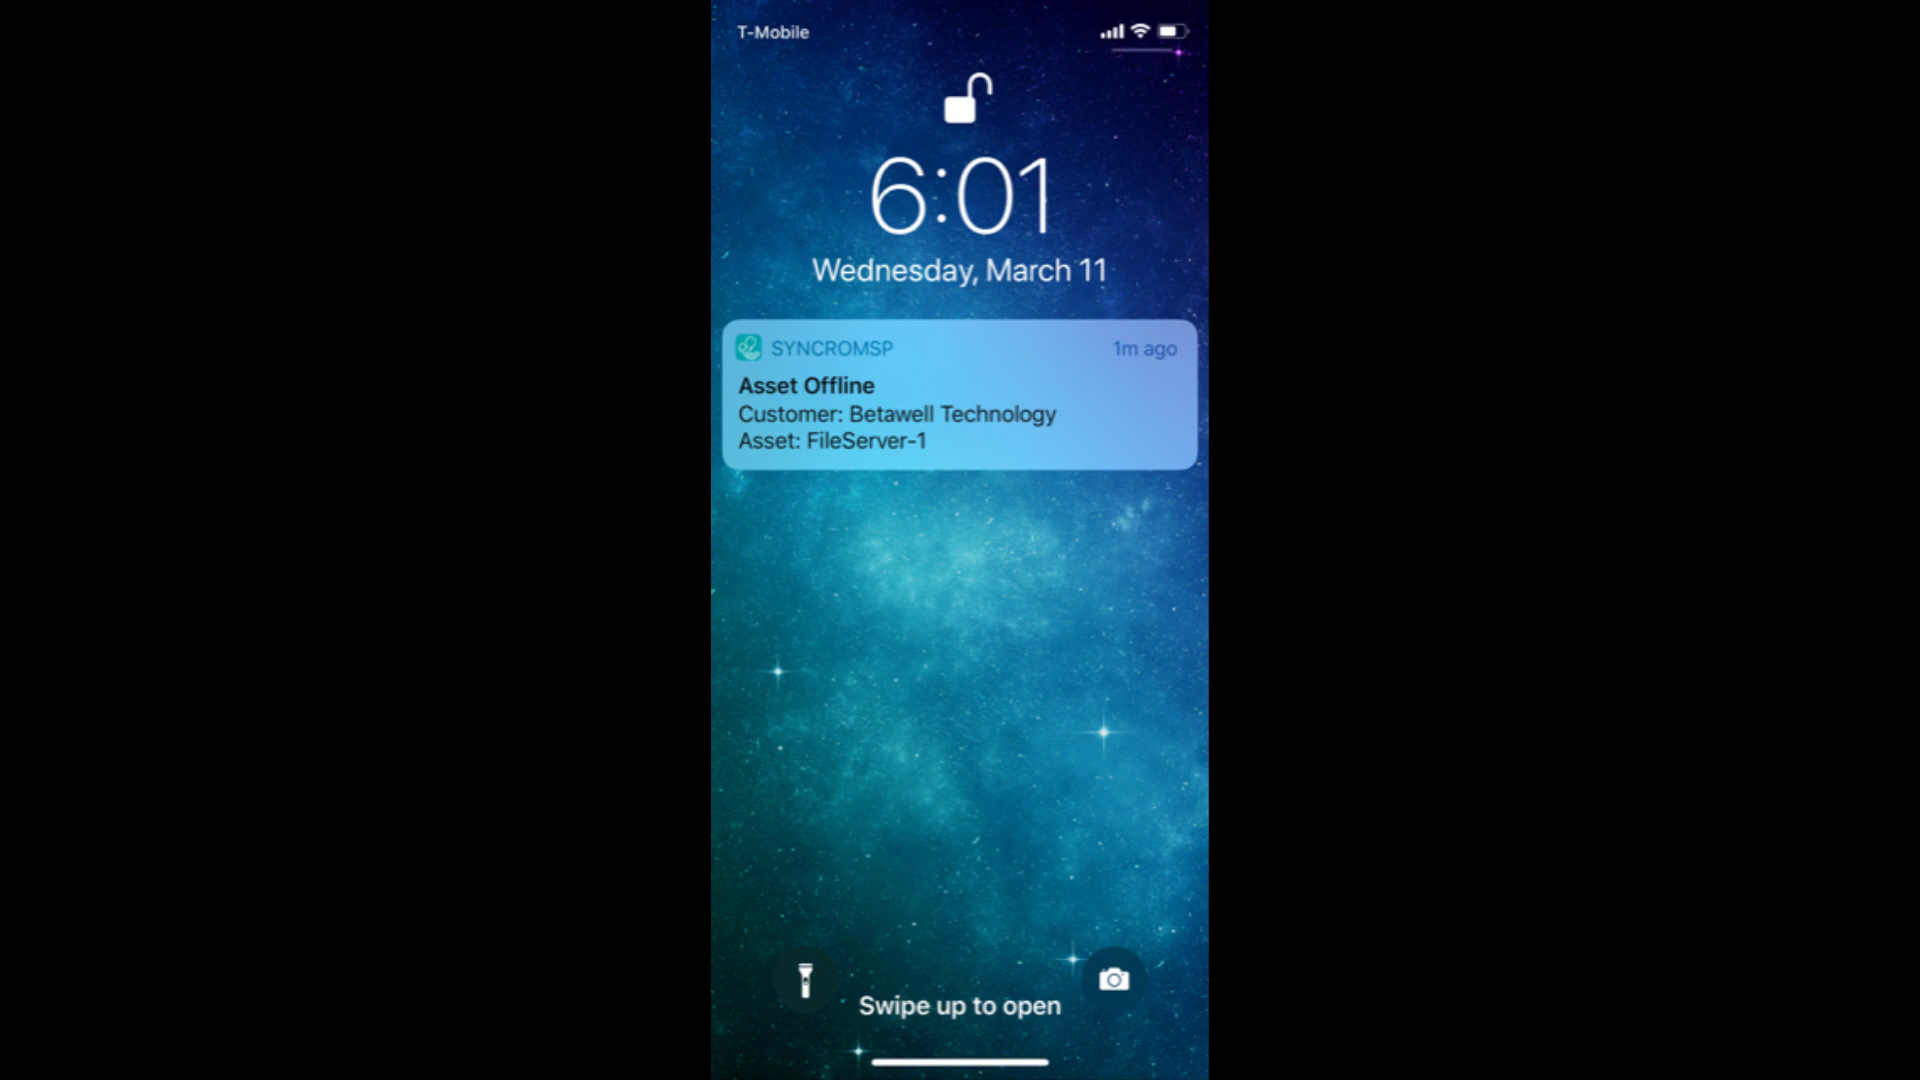 T-Mobile
6:01
Wednesday, March 11
SYNCROMSP
1m ago
Asset Offline
Customer: Betawell Technology
Asset: FileServer-1
Swipe up to open